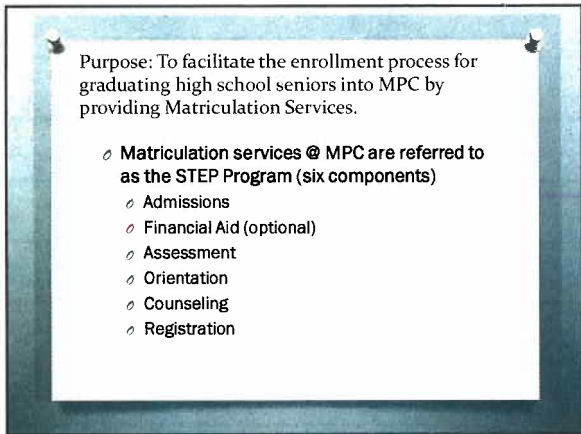 Purpose: To facilitate the enrollment process for
graduating high school seniors into MPC by
providing Matriculation Services.
Matriculation services @ MPC are referred to
as the STEP Program (six components)
Admissions
Financial Aid (optional)
Assessment
Orientation
Counseling
Registration